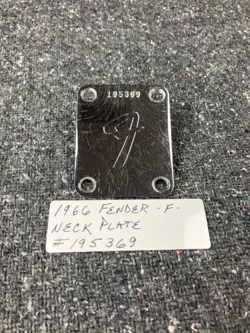 195369
F
1966 FENDER - F -
NECK PLATE
#195369